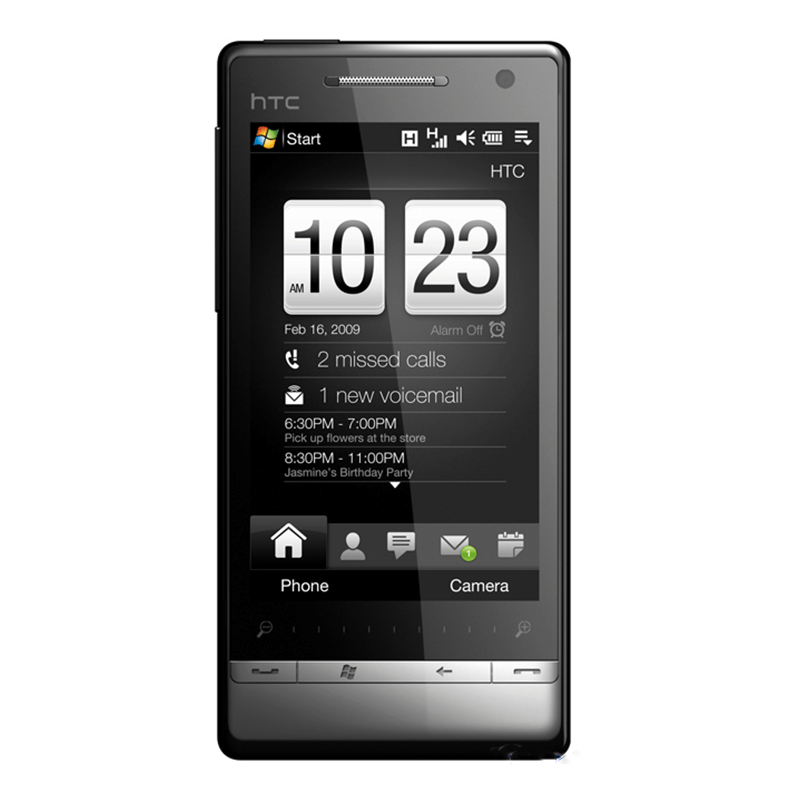 hTC
Start
HTC
AM 10 23
Feb 16, 2009 Alarm Off
2 missed calls
1 new voicemail
6:30PM - 7:00PM
Pick up flowers at the store
8:30PM - 11:00PM
Jasmine's Birthday Party
1
Phone Camera